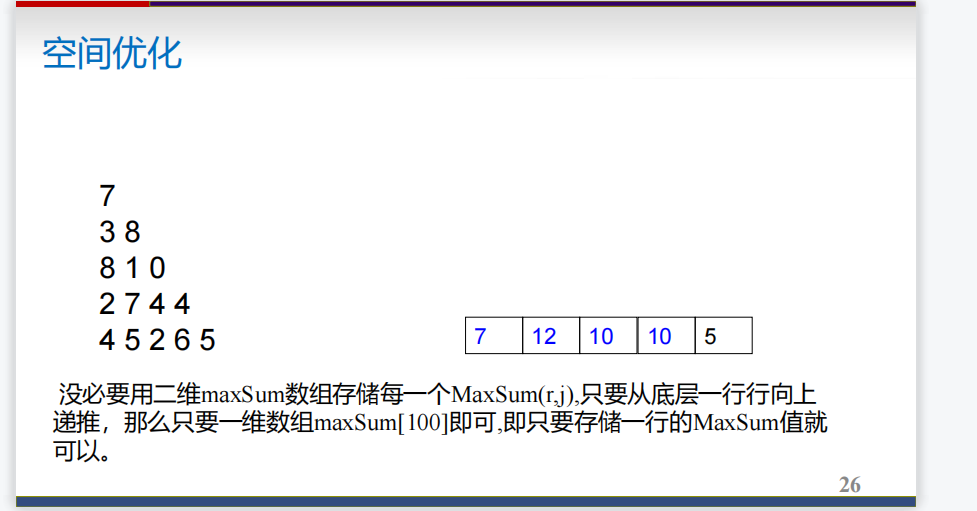 空间优化
7
3 8
8 1 0
2 7 4 4
4 5 2 6 5
7 12 10 10 5
没必要用二维maxSum数组存储每一个MaxSum(r,j),只要从底层一行行向上
递推，那么只要一维数组maxSum[100]即可,即只要存储一行的MaxSum值就
可以。
26